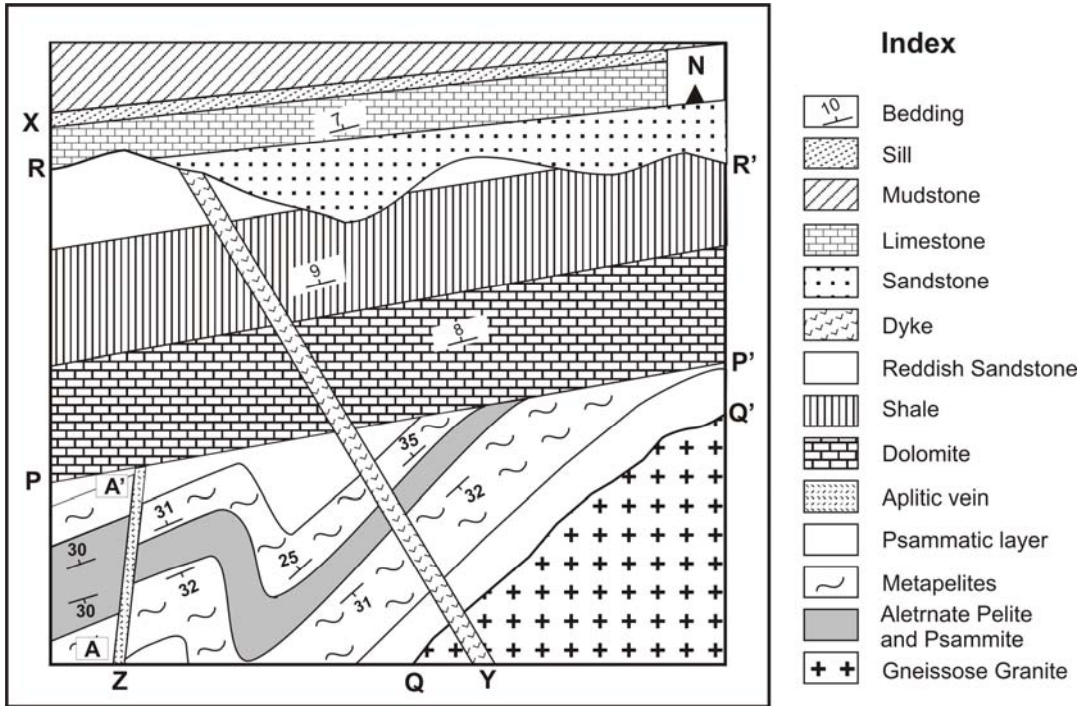 N
X
7
R
R'
9
8
P'
Q'
P
A'
35
31
32
30
25
32
31
30
A
Z
Q
Y
Index
10
Bedding
Sill
Mudstone
Limestone
Sandstone
Dyke
Reddish Sandstone
Shale
Dolomite
Aplitic vein
Psammatic layer
Metapelites
Aletrnate Pelite
and Psammite
Gneissose Granite